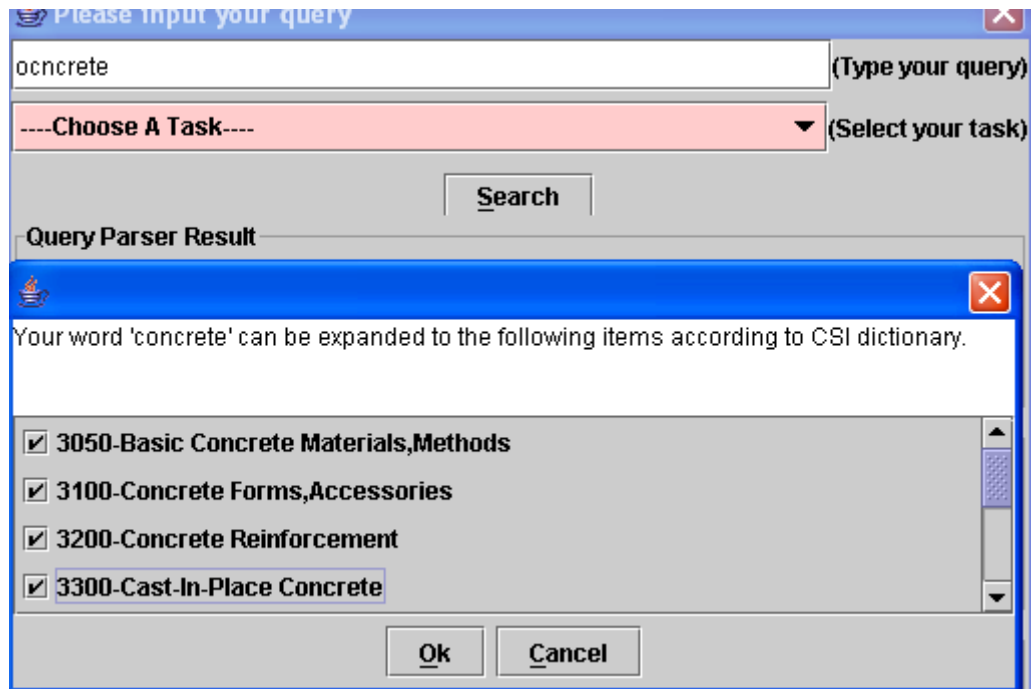 Please input your query
ocncrete (Type your query)
----Choose A Task---- (Select your task)
Search
Query Parser Result
Your word 'concrete' can be expanded to the following items according to CSI dictionary.
3050-Basic Concrete Materials,Methods
3100-Concrete Forms,Accessories
3200-Concrete Reinforcement
3300-Cast-In-Place Concrete
Ok Cancel